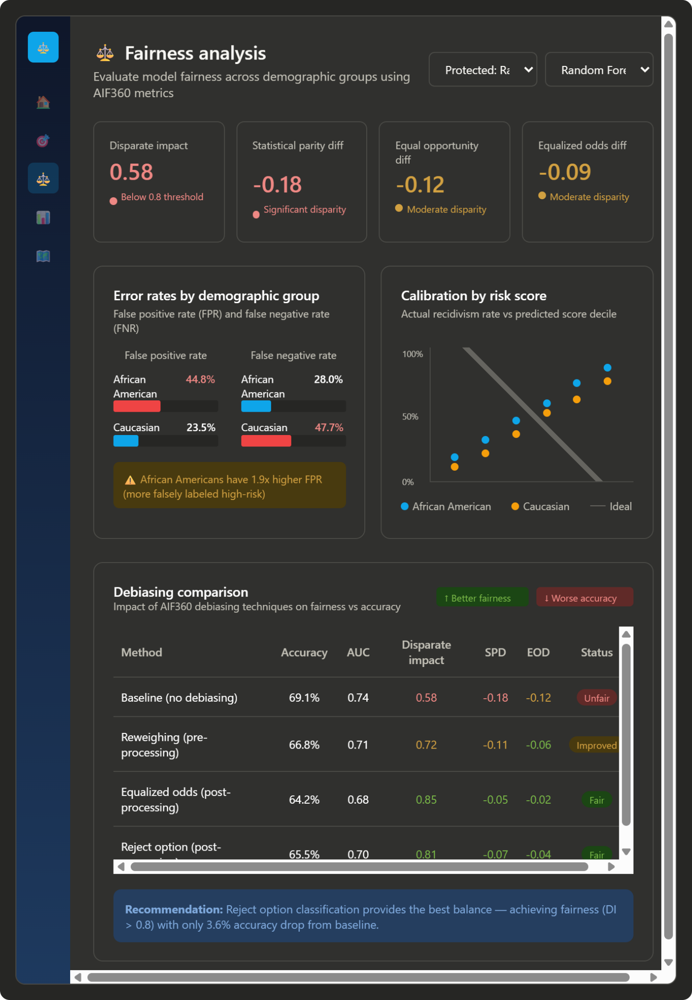 Fairness analysis
Evaluate model fairness across demographic groups using
AIF360 metrics
Protected: Ra
Random Fore
Disparate impact
0.58
Below 0.8 threshold
Statistical parity diff
-0.18
Significant disparity
Equal opportunity
diff
-0.12
Moderate disparity
Equalized odds diff
-0.09
Moderate disparity
Error rates by demographic group
False positive rate (FPR) and false negative rate
(FNR)
False positive rate
African
American
44.8%
Caucasian
23.5%
False negative rate
African
American
28.0%
Caucasian
47.7%
⚠️ African Americans have 1.9x higher FPR
(more falsely labeled high-risk)
Calibration by risk score
Actual recidivism rate vs predicted score decile
100%
50%
0%
African American
Caucasian
Ideal
Debiasing comparison
Impact of AIF360 debiasing techniques on fairness vs accuracy
↑ Better fairness
↓ Worse accuracy
Method Accuracy AUC Disparate
impact SPD EOD Status
Baseline (no debiasing) 69.1% 0.74 0.58 -0.18 -0.12 Unfair
Reweighing (pre-
processing) 66.8% 0.71 0.72 -0.11 -0.06 Improved
Equalized odds (post-
processing) 64.2% 0.68 0.85 -0.05 -0.02 Fair
Reject option (post-
65.5% 0.70 0.81 -0.07 -0.04 Fair
Recommendation: Reject option classification provides the best balance — achieving fairness (DI
> 0.8) with only 3.6% accuracy drop from baseline.